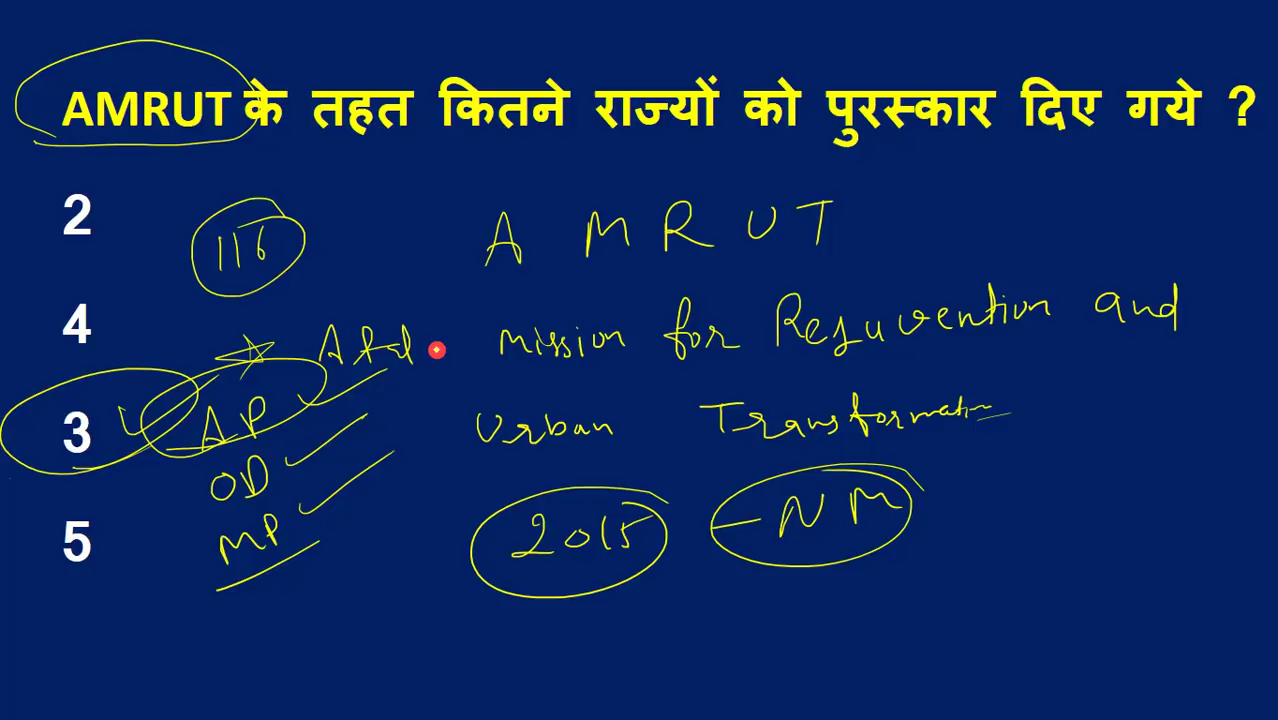 AMRUT के तहत कितने राज्यों को पुरस्कार दिए गये ?
2
116
A M R U T
4
Atal mission for Rejuvention and
3
AP
Urban Transformation
OD
MP
5
2015
- NM